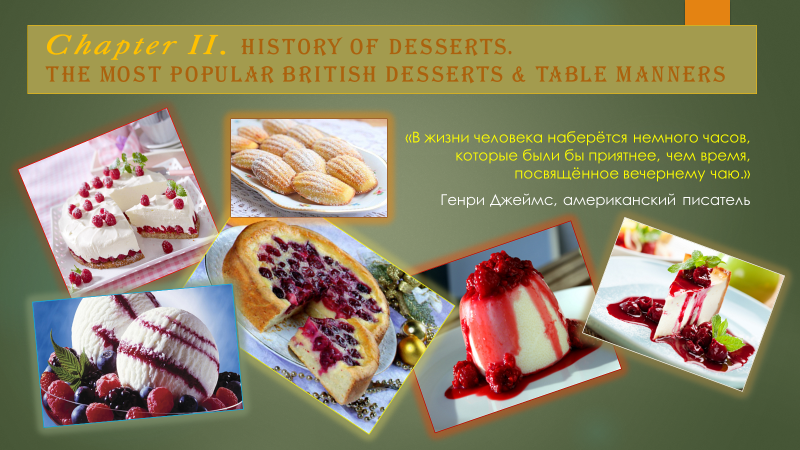 Chapter II. HISTORY OF DESSERTS.
THE MOST POPULAR BRITISH DESSERTS & TABLE MANNERS
«В жизни человека наберётся немного часов,
которые были бы приятнее, чем время,
посвящённое вечернему чаю.»
Генри Джеймс, американский писатель